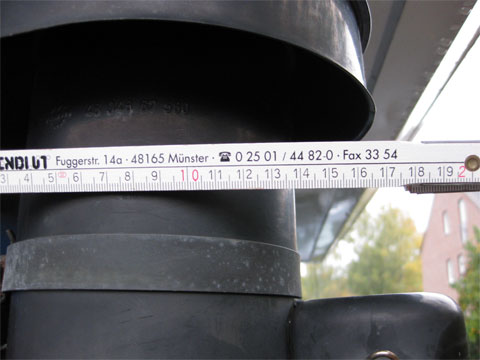 ENDLUT Fuggerstr. 14a · 48165 Münster · ☎ 0 25 01 / 44 82-0 · Fax 33 54
3 4 5 6 7 8 9 10 11 12 13 14 15 16 17 18 19 2